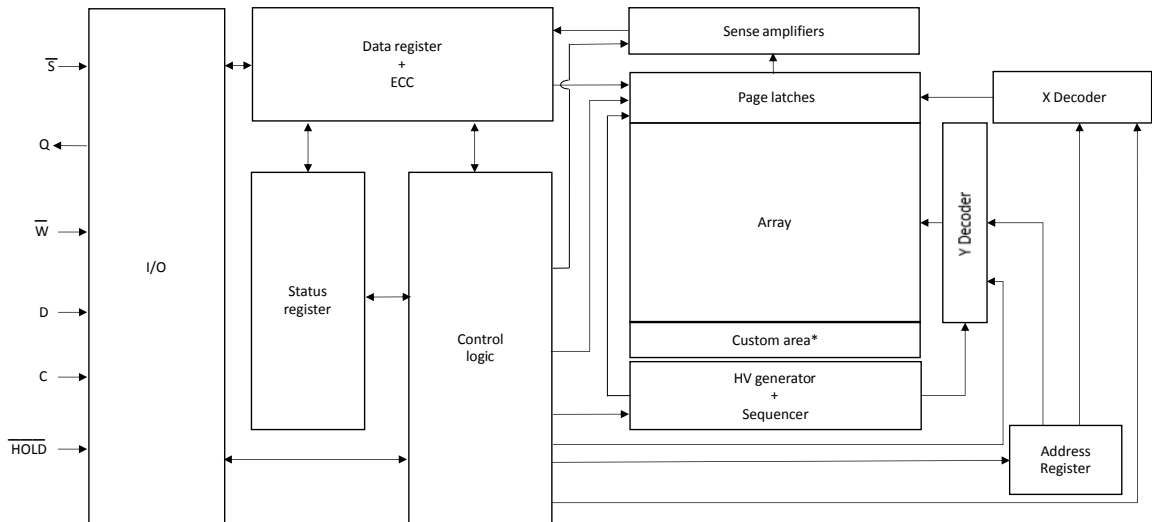 S̅
Q
W̅
D
C
H̅O̅L̅D̅
I/O
Data register
+
ECC
Status
register
Control
logic
Sense amplifiers
Page latches
Array
Custom area*
HV generator
+
Sequencer
Y Decoder
X Decoder
Address
Register